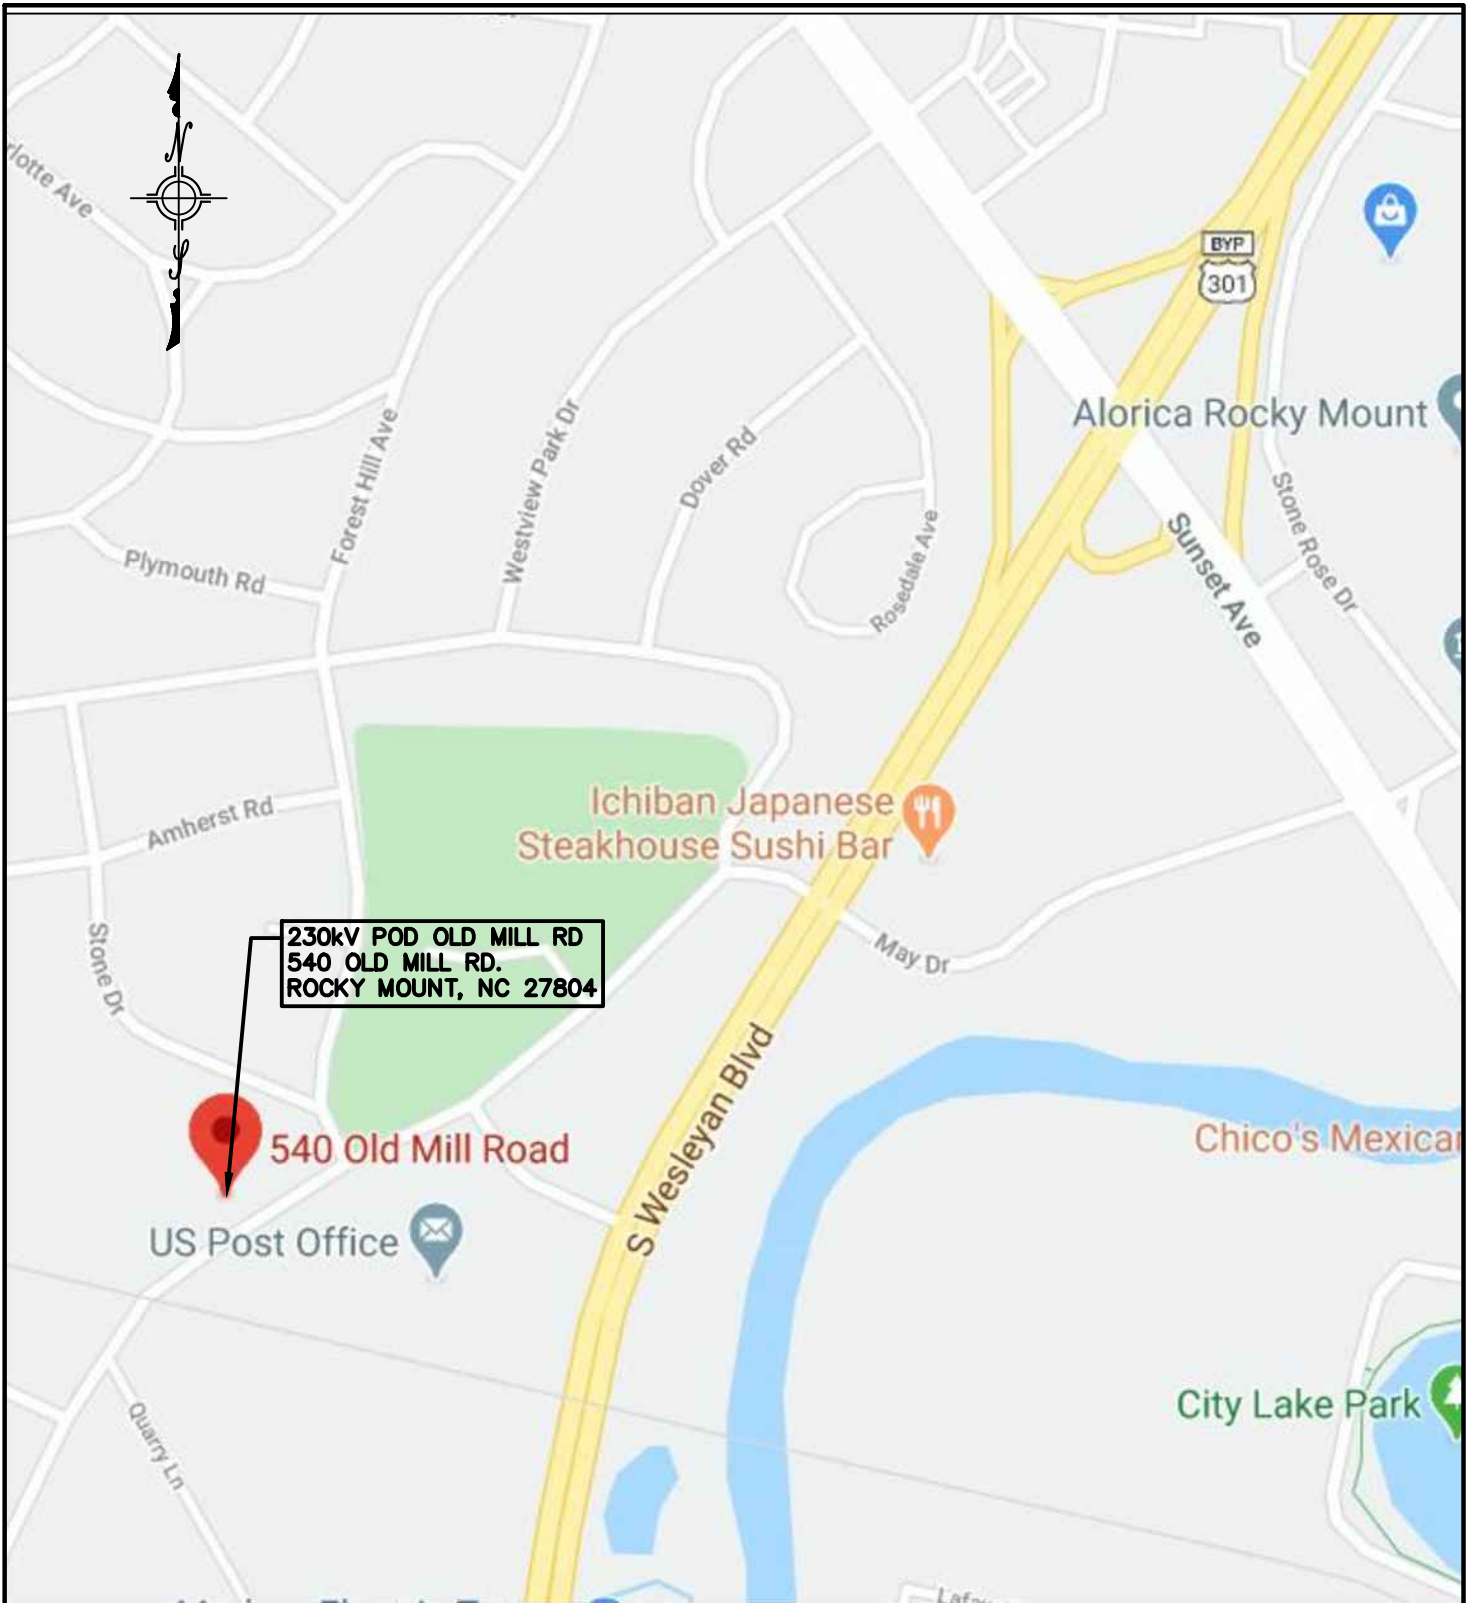 rlotte Ave
N
S
BYP
301
Alorica Rocky Mount
Forest Hill Ave
Westview Park Dr
Dover Rd
Rosedale Ave
Stone Rose Dr
Sunset Ave
Plymouth Rd
Ichiban Japanese
Steakhouse Sushi Bar
Amherst Rd
Stone Dr
230kV POD OLD MILL RD
540 OLD MILL RD.
ROCKY MOUNT, NC 27804
May Dr
S Wesleyan Blvd
540 Old Mill Road
Chico's Mexica
US Post Office
City Lake Park
Quarry Ln